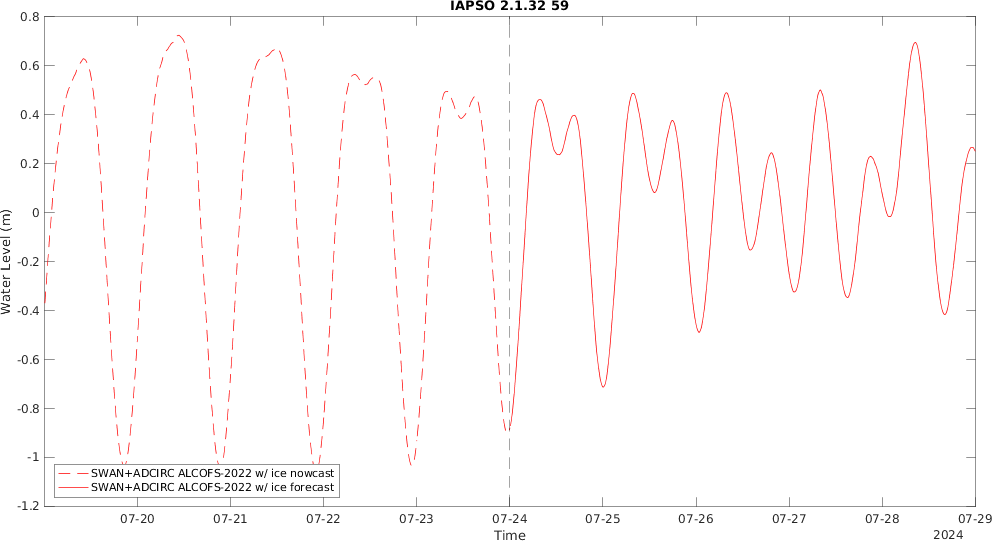 IAPSO 2.1.32 59
0.8
0.6
0.4
0.2
0
-0.2
-0.4
-0.6
-0.8
-1
-1.2
Water Level (m)
SWAN+ADCIRC ALCOFS-2022 w/ ice nowcast
SWAN+ADCIRC ALCOFS-2022 w/ ice forecast
07-20 07-21 07-22 07-23 07-24 07-25 07-26 07-27 07-28 07-29
Time
2024